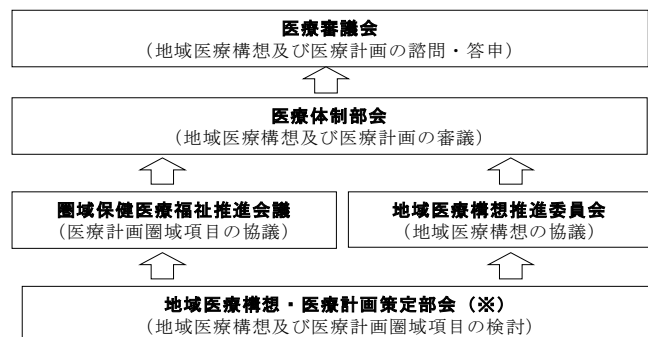 医療審議会
（地域医療構想及び医療計画の諮問・答申）
医療体制部会
（地域医療構想及び医療計画の審議）
圏域保健医療福祉推進会議
（医療計画圏域項目の協議）
地域医療構想推進委員会
（地域医療構想の協議）
地域医療構想・医療計画策定部会（※）
（地域医療構想及び医療計画圏域項目の検討）